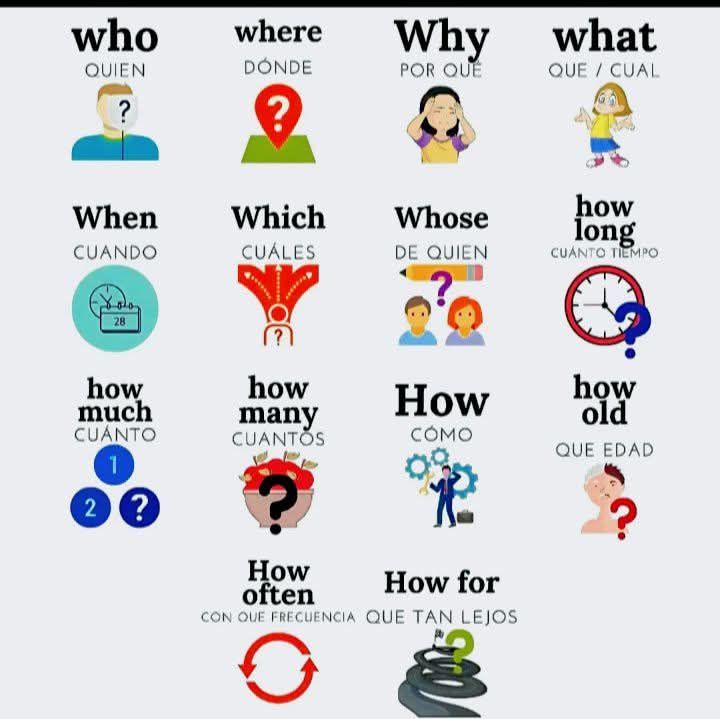 who
QUIEN
where
DÓNDE
Why
POR QUÉ
what
QUE / CUAL
?
?
When
CUANDO
Which
CUÁLES
Whose
DE QUIEN
how
long
CUÁNTO TIEMPO
28
?
?
?
how
much
CUÁNTO
how
many
CUANTOS
How
CÓMO
how
old
QUE EDAD
1
2 ?
?
?
How
often
CON QUE FRECUENCIA
How for
QUE TAN LEJOS
?